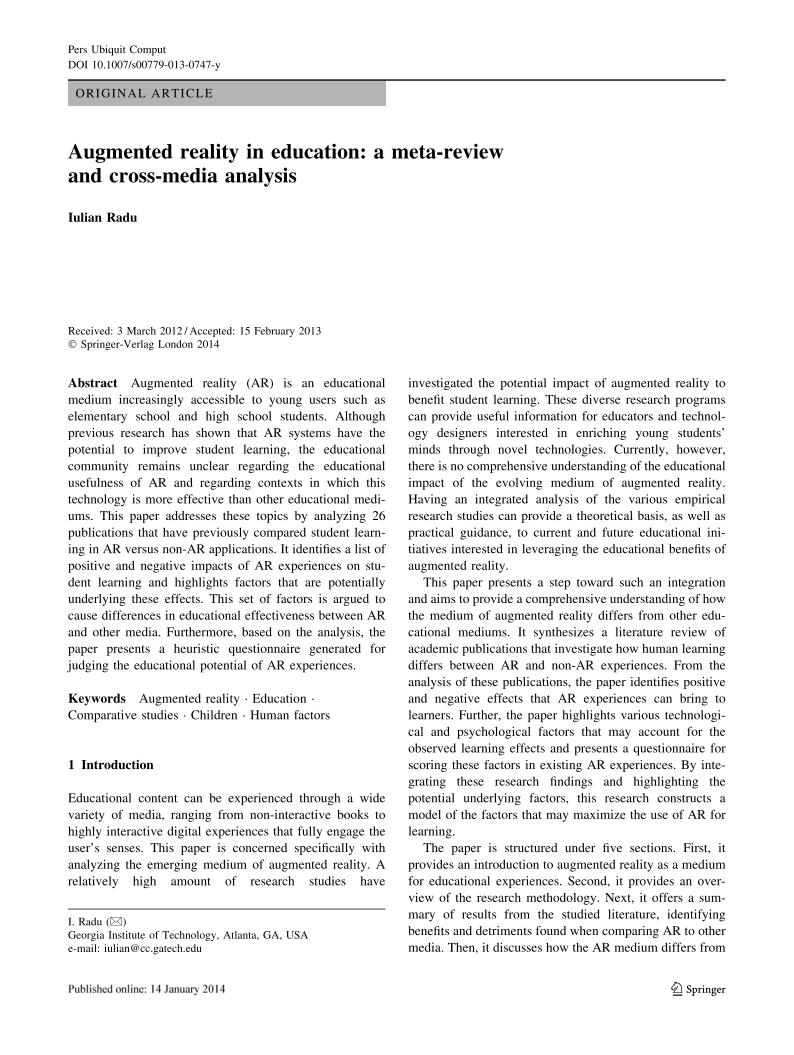 Pers Ubiquit Comput
DOI 10.1007/s00779-013-0747-y
ORIGINAL ARTICLE
Augmented reality in education: a meta-review
and cross-media analysis
Iulian Radu
Received: 3 March 2012 / Accepted: 15 February 2013
© Springer-Verlag London 2014
Abstract Augmented reality (AR) is an educational
medium increasingly accessible to young users such as
elementary school and high school students. Although
previous research has shown that AR systems have the
potential to improve student learning, the educational
community remains unclear regarding the educational
usefulness of AR and regarding contexts in which this
technology is more effective than other educational medi-
ums. This paper addresses these topics by analyzing 26
publications that have previously compared student learn-
ing in AR versus non-AR applications. It identifies a list of
positive and negative impacts of AR experiences on stu-
dent learning and highlights factors that are potentially
underlying these effects. This set of factors is argued to
cause differences in educational effectiveness between AR
and other media. Furthermore, based on the analysis, the
paper presents a heuristic questionnaire generated for
judging the educational potential of AR experiences.
Keywords Augmented reality · Education ·
Comparative studies · Children · Human factors
1 Introduction
Educational content can be experienced through a wide
variety of media, ranging from non-interactive books to
highly interactive digital experiences that fully engage the
user's senses. This paper is concerned specifically with
analyzing the emerging medium of augmented reality. A
relatively high amount of research studies have
I. Radu (✉)
Georgia Institute of Technology, Atlanta, GA, USA
e-mail: iulian@cc.gatech.edu
investigated the potential impact of augmented reality to
benefit student learning. These diverse research programs
can provide useful information for educators and technol-
ogy designers interested in enriching young students'
minds through novel technologies. Currently, however,
there is no comprehensive understanding of the educational
impact of the evolving medium of augmented reality.
Having an integrated analysis of the various empirical
research studies can provide a theoretical basis, as well as
practical guidance, to current and future educational ini-
tiatives interested in leveraging the educational benefits of
augmented reality.
This paper presents a step toward such an integration
and aims to provide a comprehensive understanding of how
the medium of augmented reality differs from other edu-
cational mediums. It synthesizes a literature review of
academic publications that investigate how human learning
differs between AR and non-AR experiences. From the
analysis of these publications, the paper identifies positive
and negative effects that AR experiences can bring to
learners. Further, the paper highlights various technologi-
cal and psychological factors that may account for the
observed learning effects and presents a questionnaire for
scoring these factors in existing AR experiences. By inte-
grating these research findings and highlighting the
potential underlying factors, this research constructs a
model of the factors that may maximize the use of AR for
learning.
The paper is structured under five sections. First, it
provides an introduction to augmented reality as a medium
for educational experiences. Second, it provides an over-
view of the research methodology. Next, it offers a sum-
mary of results from the studied literature, identifying
benefits and detriments found when comparing AR to other
media. Then, it discusses how the AR medium differs from
Published online: 14 January 2014
Springer